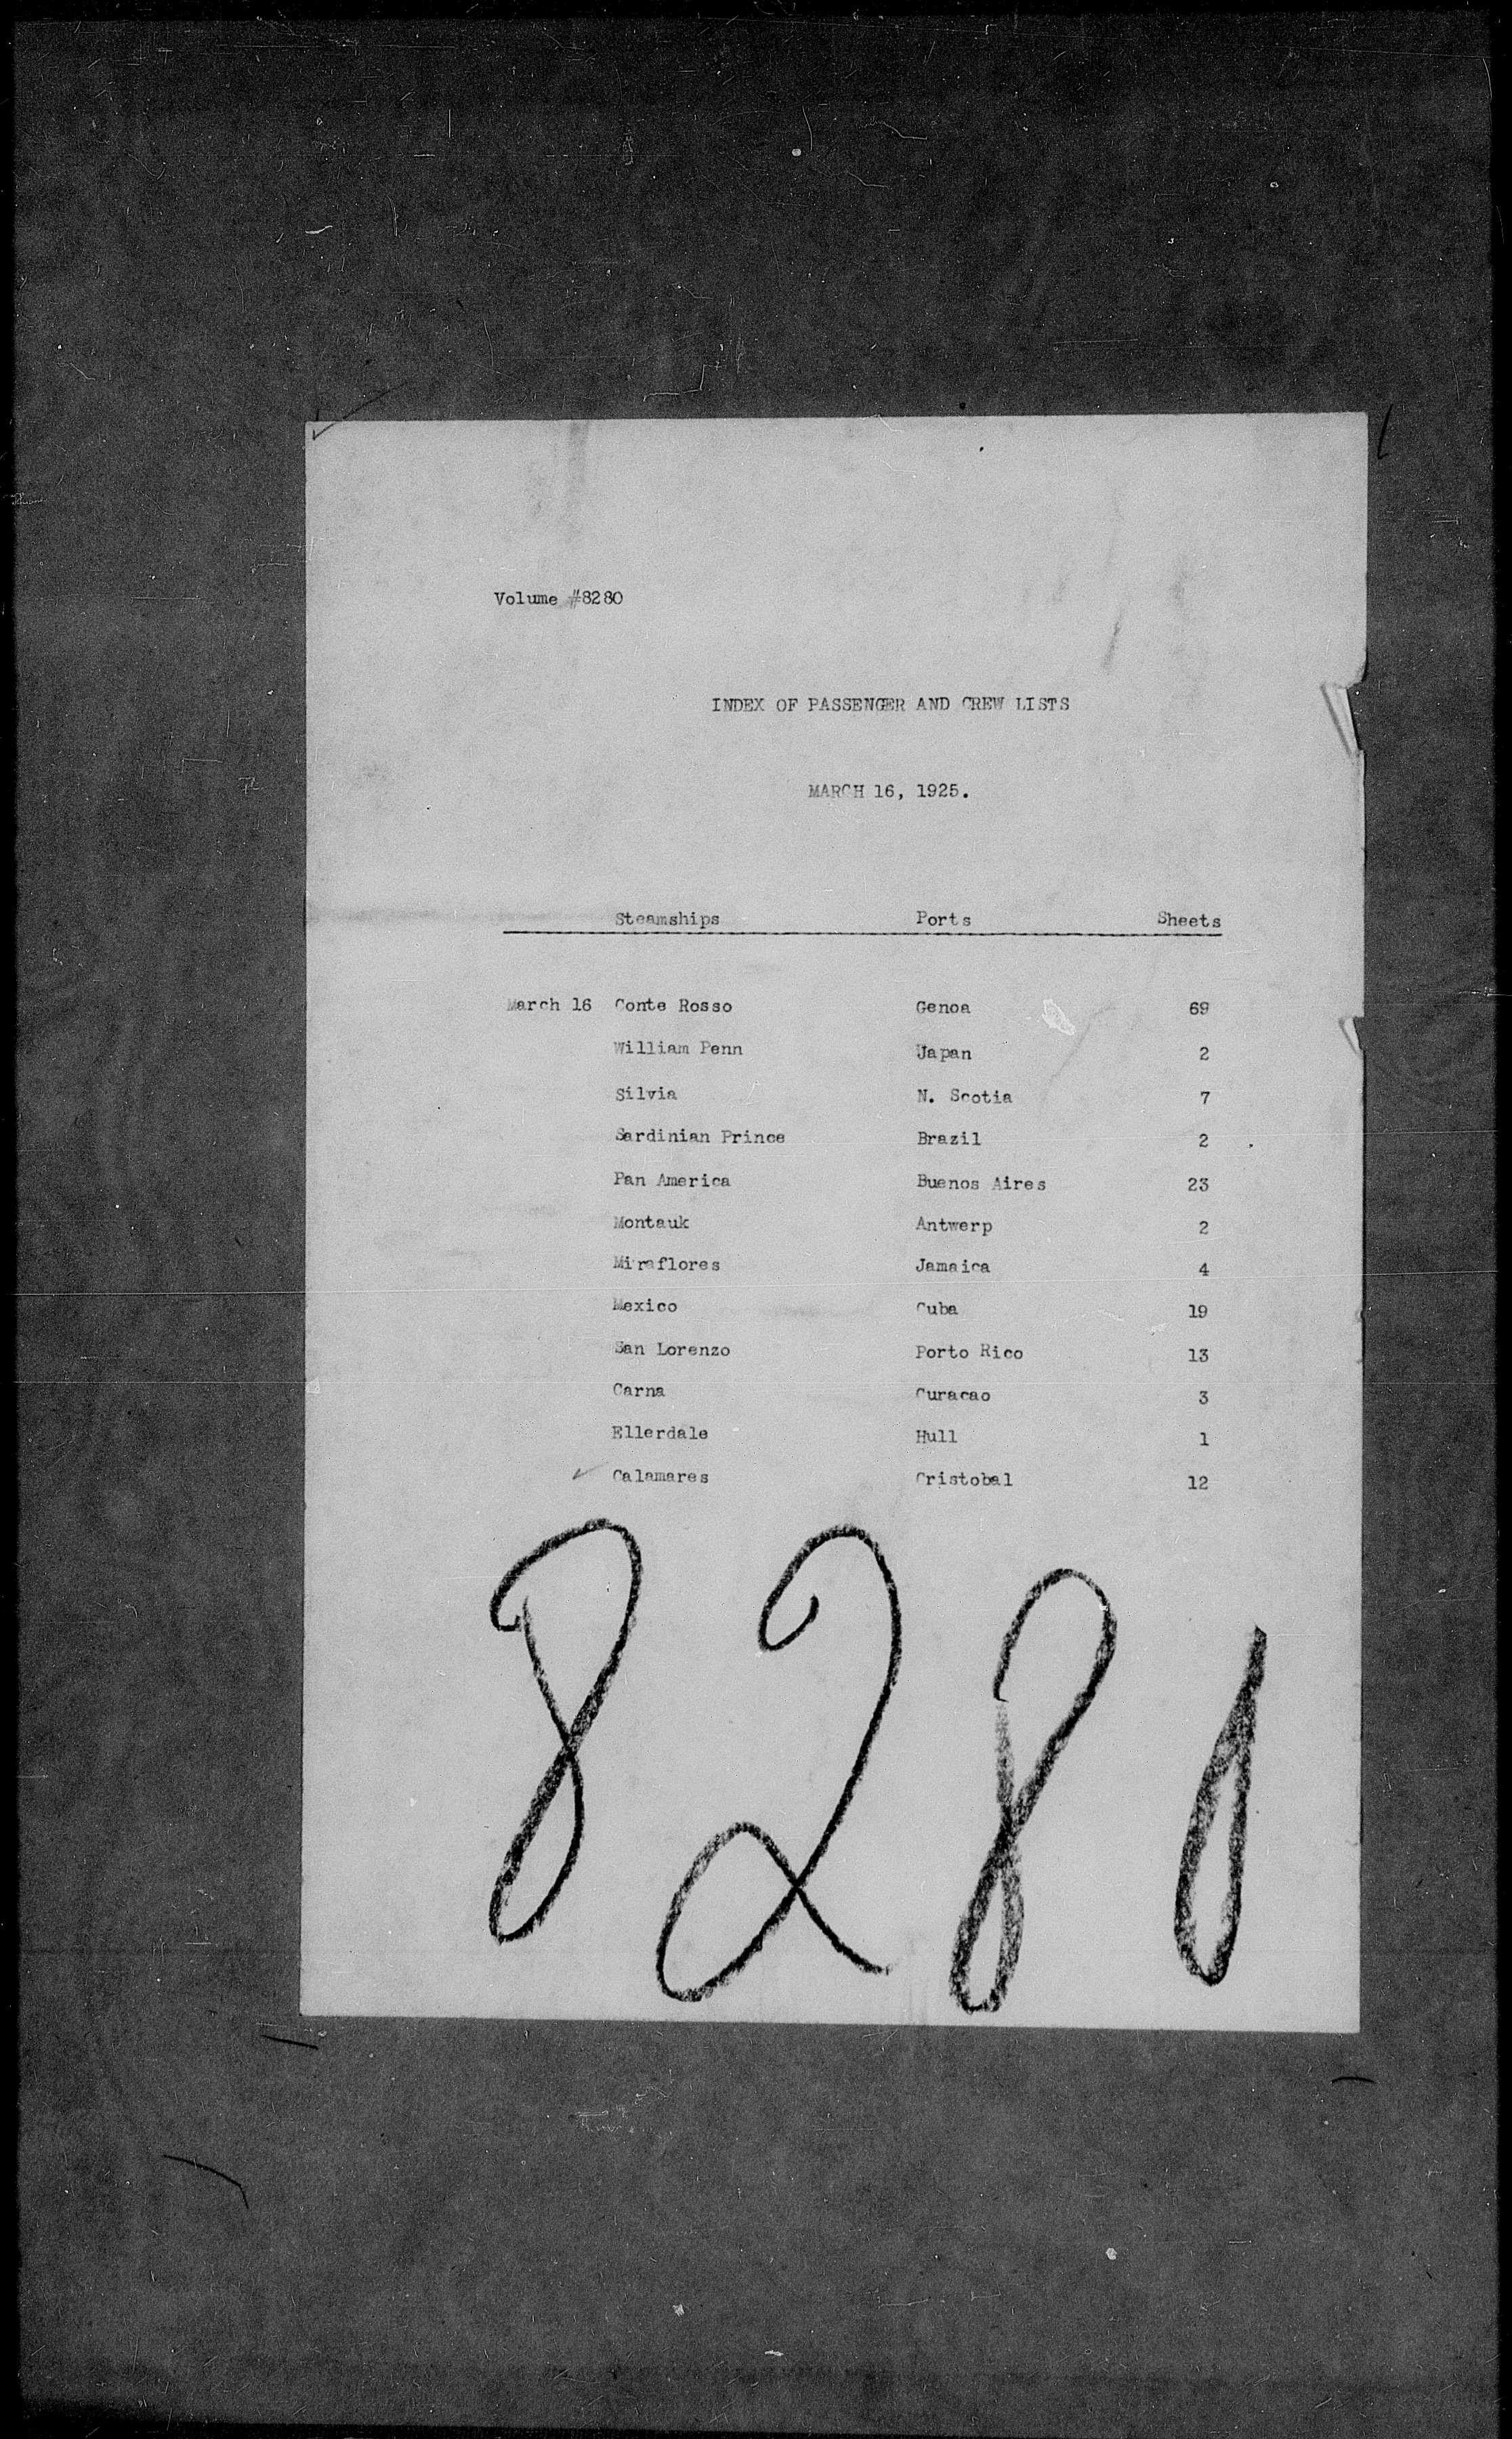 Volume #8280
INDEX OF PASSENGER AND CREW LISTS
MARCH 16, 1925.
Steamships Ports Sheets
March 16 Conte Rosso Genoa 69
William Penn Japan 2
Silvia N. Scotia 7
Sardinian Prince Brazil 2
Pan America Buenos Aires 23
Montauk Antwerp 2
Miraflores Jamaica 4
Mexico Cuba 19
San Lorenzo Porto Rico 13
Carna Curacao 3
Ellerdale Hull 1
✓ Calamares Cristobal 12
8280